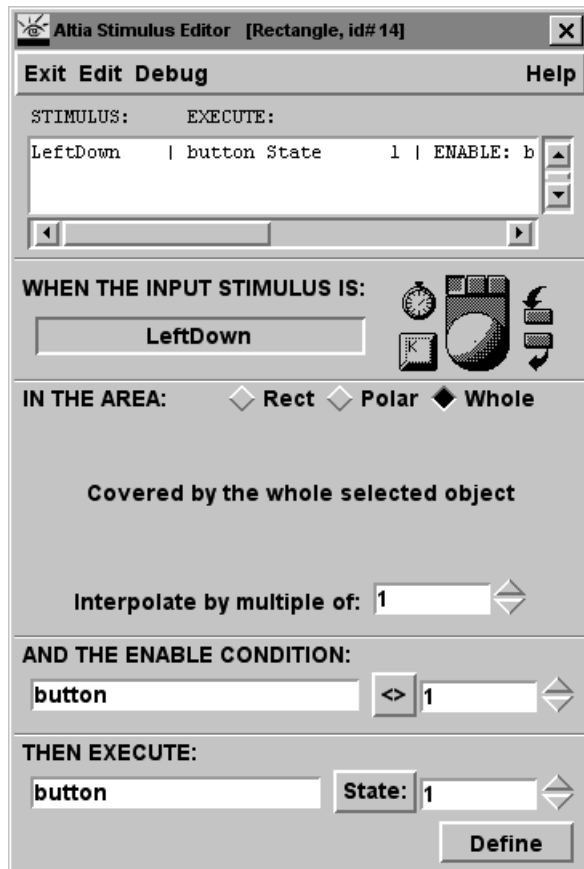 Altia Stimulus Editor [Rectangle, id#14]
Exit Edit Debug Help
STIMULUS: EXECUTE:
LeftDown | button State 1 | ENABLE: b
WHEN THE INPUT STIMULUS IS:
LeftDown
K
IN THE AREA: Rect Polar Whole
Covered by the whole selected object
Interpolate by multiple of: 1
AND THE ENABLE CONDITION:
button <> 1
THEN EXECUTE:
button State: 1
Define